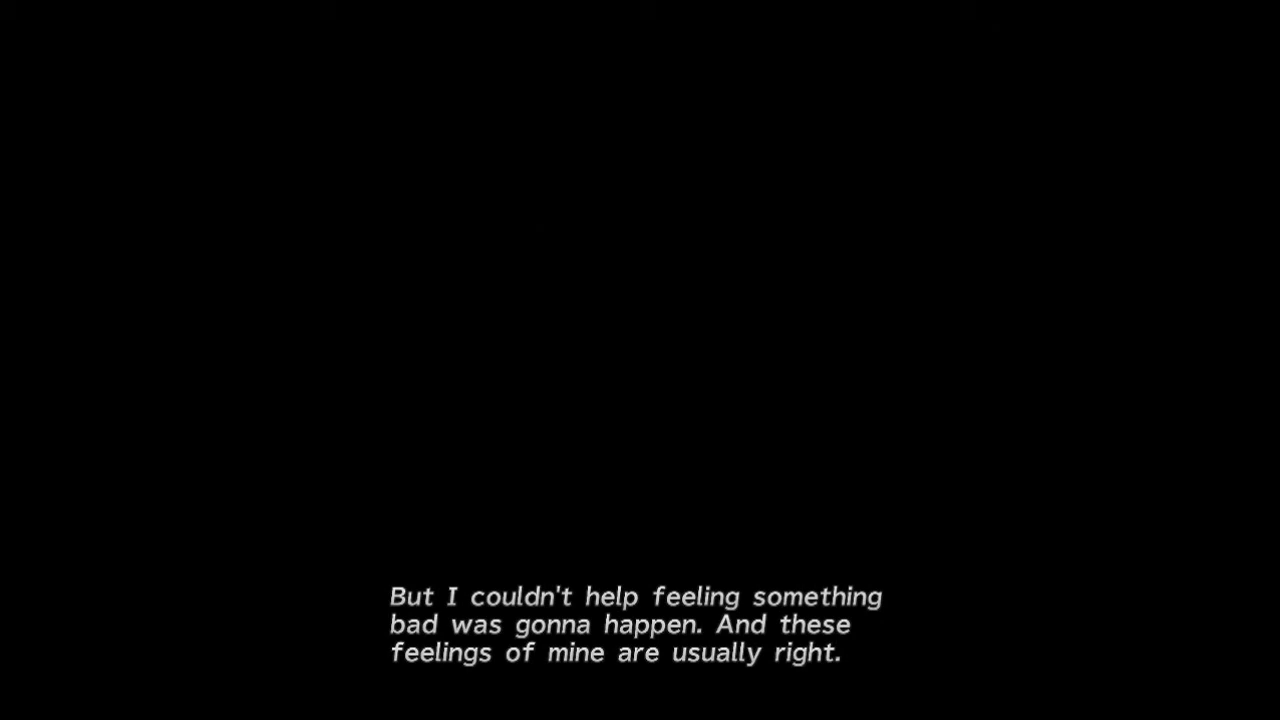 But I couldn't help feeling something
bad was gonna happen. And these
feelings of mine are usually right.